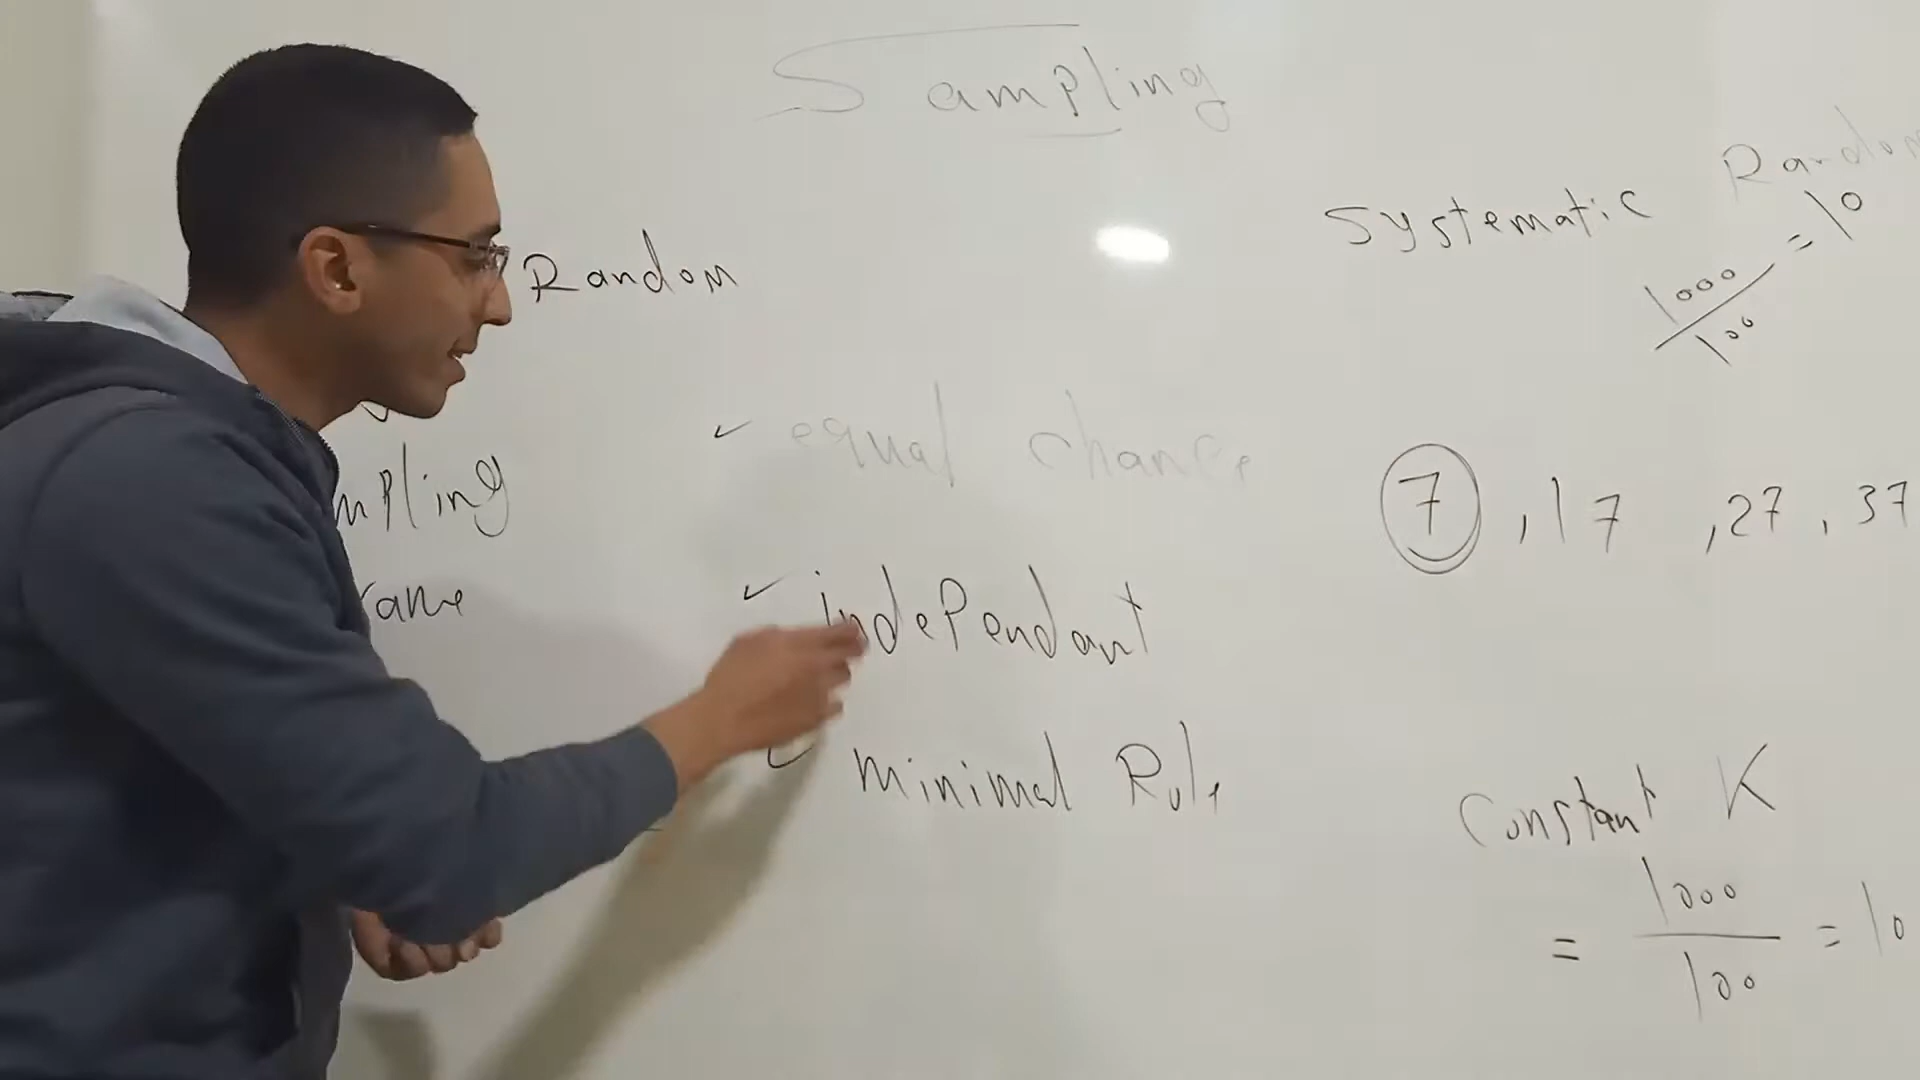 Sampling
Random
mpling
rame
✓ equal chance
✓ independant
✓ minimal Rule
Systematic Random
1000/100 = 10
7, 17, 27, 37
Constant K
= 1000/100 = 10